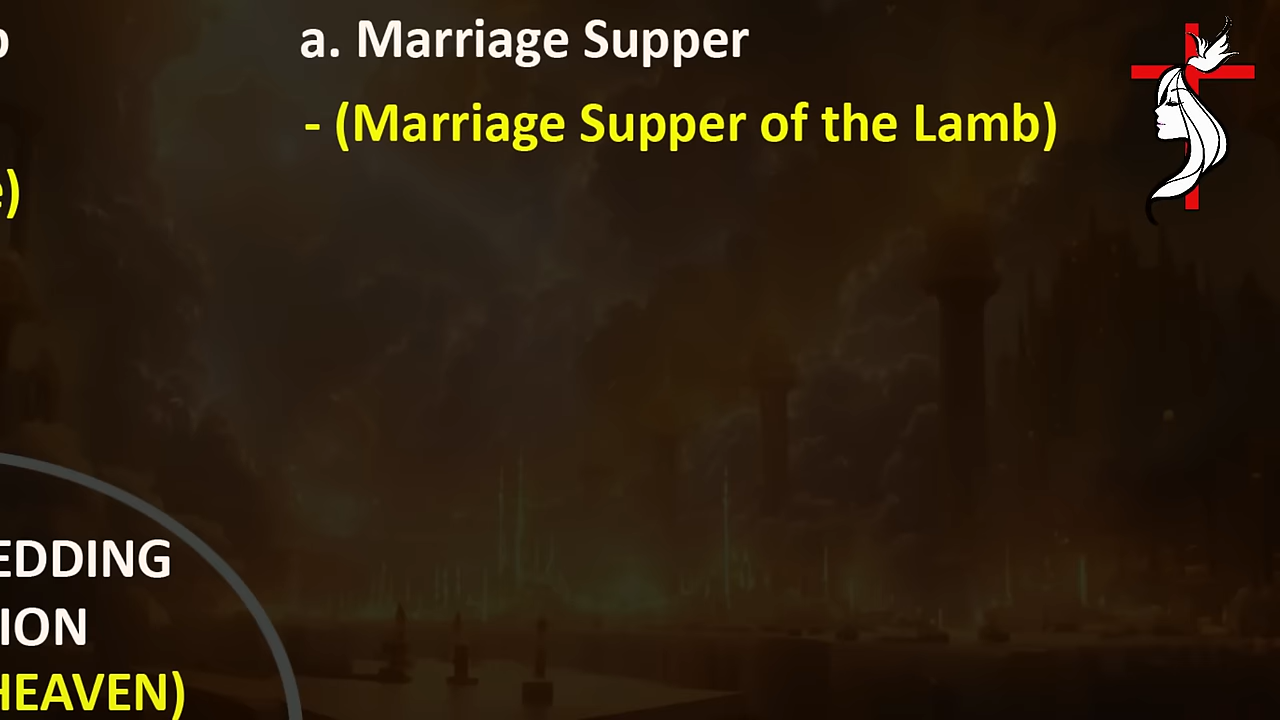 a. Marriage Supper
- (Marriage Supper of the Lamb)
EDDING
ION
HEAVEN)